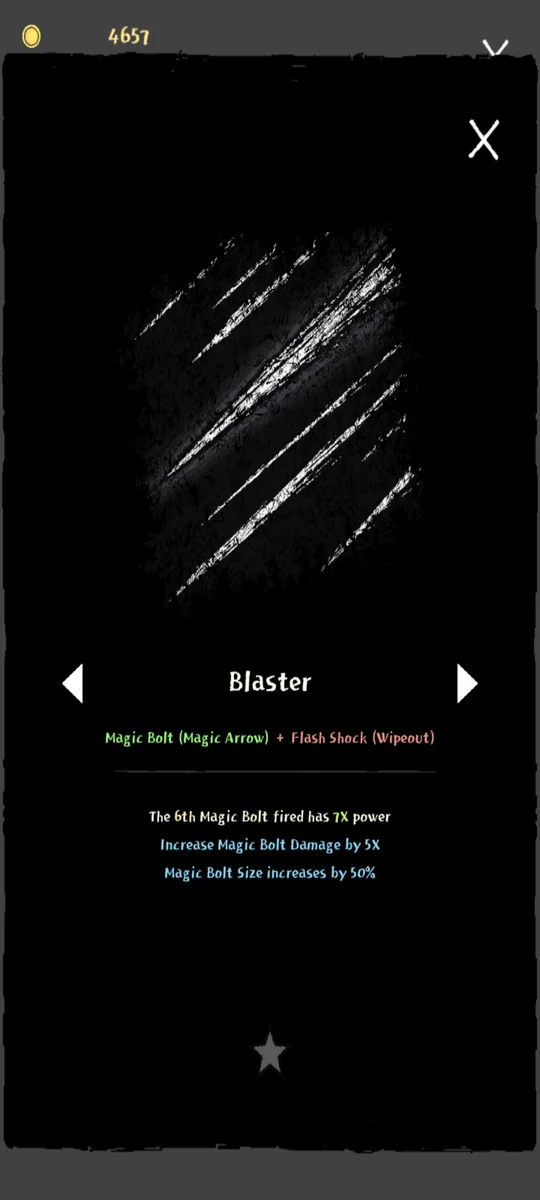 4657
X
Blaster
Magic Bolt (Magic Arrow) + Flash Shock (Wipeout)
The 6th Magic Bolt fired has 7X power
Increase Magic Bolt Damage by 5X
Magic Bolt Size increases by 50%